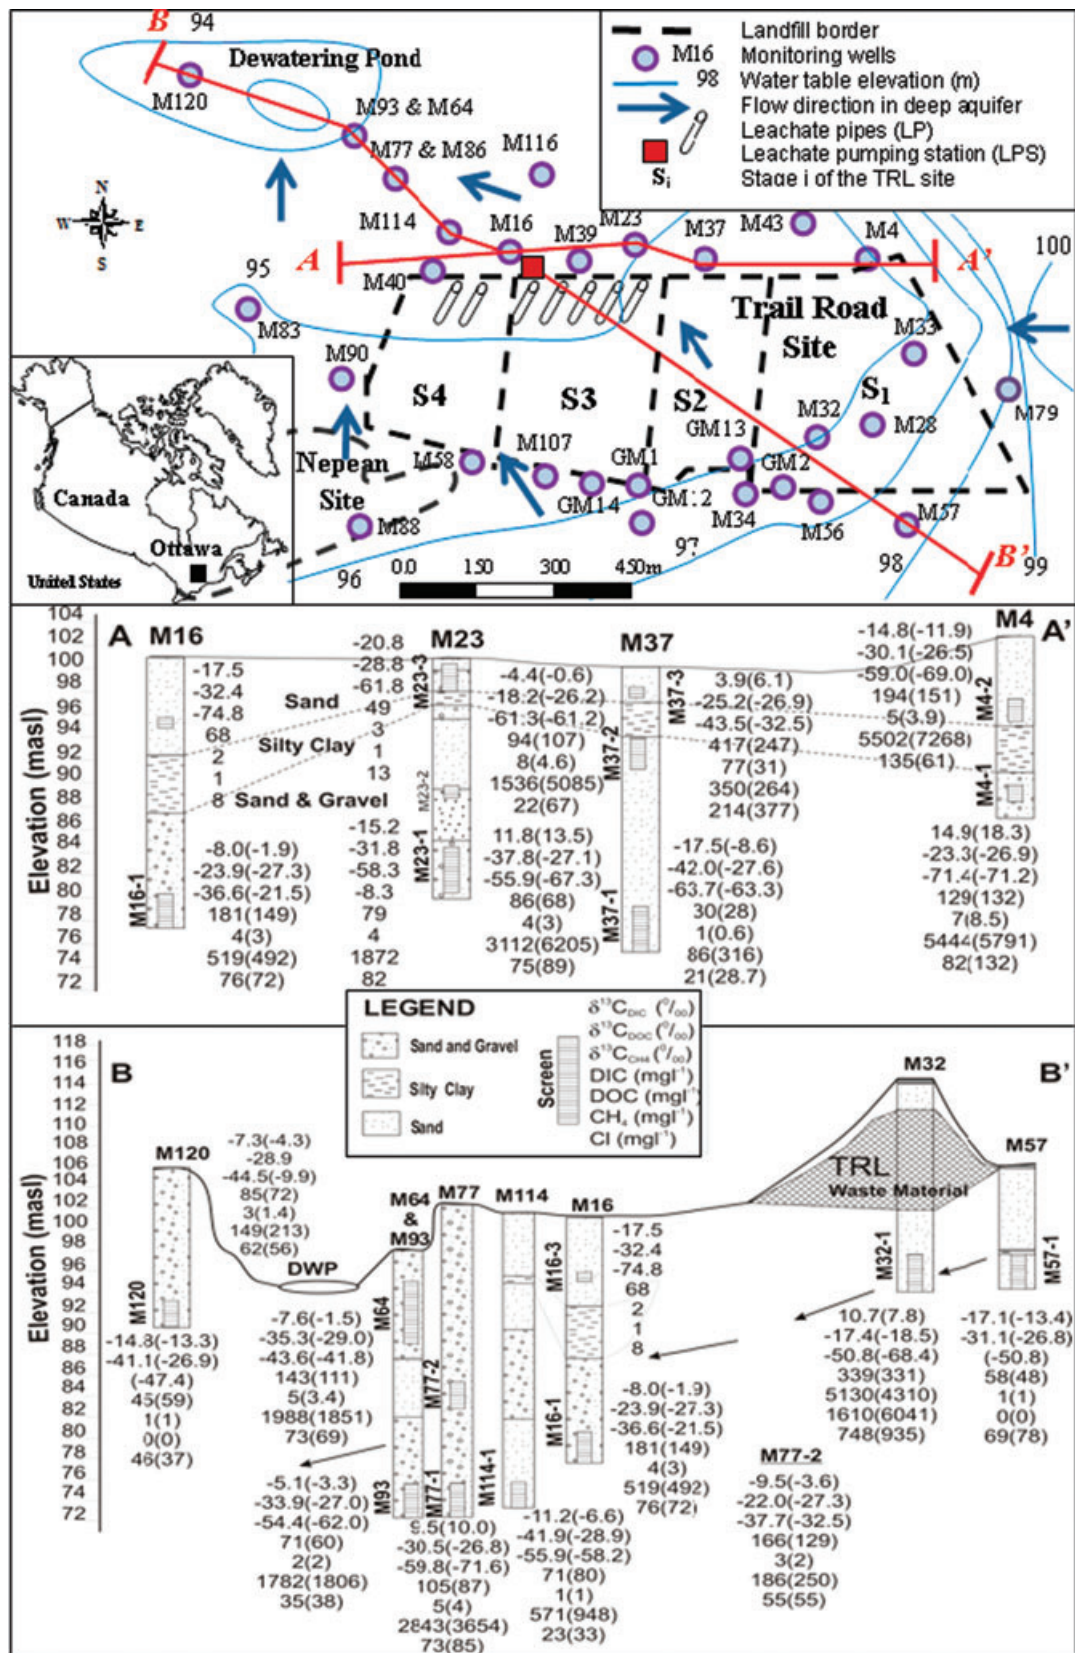 B
94
Dewatering Pond
M120
M93 & M64
M77 & M86
M116
M114
M16
M39
M23
M37
M43
M4
Landfill border
M16 Monitoring wells
98 Water table elevation (m)
Flow direction in deep aquifer
Leachate pipes (LP)
Leachate pumping station (LPS)
Si Stage i of the TRL site
N
W E
S
A
A'
100
95
M40
M83
M90
Trail Road
Site
M33
S4
S3
S2
S1
M79
M32
M28
GM13
M107
GM1
GM2
M58
GM14
GM12
M34
M56
M57
Nepean
Site
M88
96
97
98
99
B'
0.0 150 300 450m
Canada
Ottawa
United States
Elevation (masl)
104
102
100
98
96
94
92
90
88
86
84
82
80
78
76
74
72
A
A'
M16
-17.5
-32.4
-74.8
68
2
1
8
M16-1
-8.0(-1.9)
-23.9(-27.3)
-36.6(-21.5)
181(149)
4(3)
519(492)
76(72)
Sand
Silty Clay
Sand & Gravel
-20.8
-28.8
-61.8
49
3
1
13
-15.2
-31.8
-58.3
-8.3
79
4
1872
82
M23
M23-3
M23-2
M23-1
-4.4(-0.6)
-18.2(-26.2)
-61.3(-61.2)
94(107)
8(4.6)
1536(5085)
22(67)
11.8(13.5)
-37.8(-27.1)
-55.9(-67.3)
86(68)
4(3)
3112(6205)
75(89)
M37
M37-3
M37-2
M37-1
3.9(6.1)
-25.2(-26.9)
-43.5(-32.5)
417(247)
77(31)
350(264)
214(377)
-17.5(-8.6)
-42.0(-27.6)
-63.7(-63.3)
30(28)
1(0.6)
86(316)
21(28.7)
M4
M4-2
M4-1
-14.8(-11.9)
-30.1(-26.5)
-59.0(-69.0)
194(151)
5(3.9)
5502(7268)
135(61)
14.9(18.3)
-23.3(-26.9)
-71.4(-71.2)
129(132)
7(8.5)
5444(5791)
82(132)
LEGEND
Sand and Gravel
Silty Clay
Sand
Screen
δ¹³C_DIC (⁰/₀₀)
δ¹³C_DOC (⁰/₀₀)
δ¹³C_CH4 (⁰/₀₀)
DIC (mgl⁻¹)
DOC (mgl⁻¹)
CH₄ (mgl⁻¹)
Cl (mgl⁻¹)
Elevation (masl)
118
116
114
112
110
108
106
104
102
100
98
96
94
92
90
88
86
84
82
80
78
76
74
72
B
B'
M120
M120
-14.8(-13.3)
-41.1(-26.9)
(-47.4)
45(59)
1(1)
0(0)
46(37)
-7.3(-4.3)
-28.9
-44.5(-9.9)
85(72)
3(1.4)
149(213)
62(56)
DWP
-7.6(-1.5)
-35.3(-29.0)
-43.6(-41.8)
143(111)
5(3.4)
1988(1851)
73(69)
-5.1(-3.3)
-33.9(-27.0)
-54.4(-62.0)
71(60)
2(2)
1782(1806)
35(38)
M64
&
M93
M64
M93
M77
M77-2
M77-1
9.5(10.0)
-30.5(-26.8)
-59.8(-71.6)
105(87)
5(4)
2843(3654)
73(85)
M114
M114-1
-11.2(-6.6)
-41.9(-28.9)
-55.9(-58.2)
71(80)
1(1)
571(948)
23(33)
M16
M16-3
M16-1
-17.5
-32.4
-74.8
68
2
1
8
-8.0(-1.9)
-23.9(-27.3)
-36.6(-21.5)
181(149)
4(3)
519(492)
76(72)
M77-2
-9.5(-3.6)
-22.0(-27.3)
-37.7(-32.5)
166(129)
3(2)
186(250)
55(55)
M32
TRL
Waste Material
M32-1
10.7(7.8)
-17.4(-18.5)
-50.8(-68.4)
339(331)
5130(4310)
1610(6041)
748(935)
M57
M57-1
-17.1(-13.4)
-31.1(-26.8)
(-50.8)
58(48)
1(1)
0(0)
69(78)